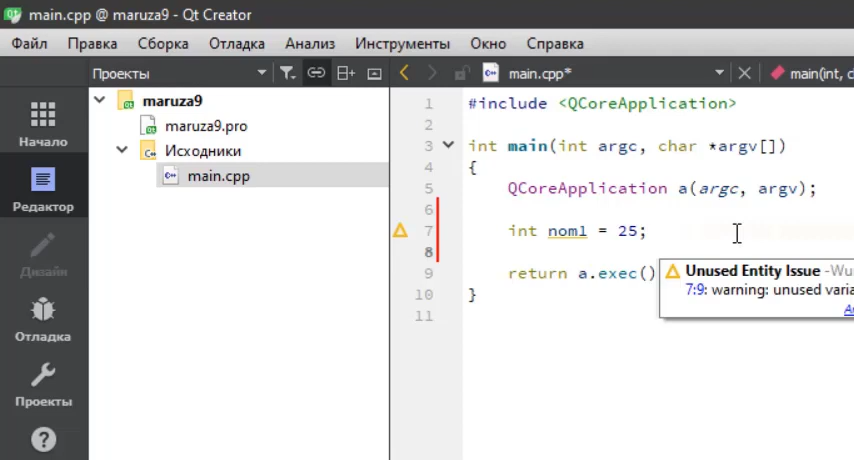 main.cpp @ maruza9 - Qt Creator
Файл Правка Сборка Отладка Анализ Инструменты Окно Справка
Проекты
main.cpp*
main(int, c
Начало
Редактор
Дизайн
Отладка
Проекты
maruza9
maruza9.pro
Исходники
main.cpp
1 #include <QCoreApplication>
2
3 int main(int argc, char *argv[])
4 {
5 QCoreApplication a(argc, argv);
6
7 int nom1 = 25;
8
9 return a.exec()
10 }
11
Unused Entity Issue -Wu
7:9: warning: unused varia